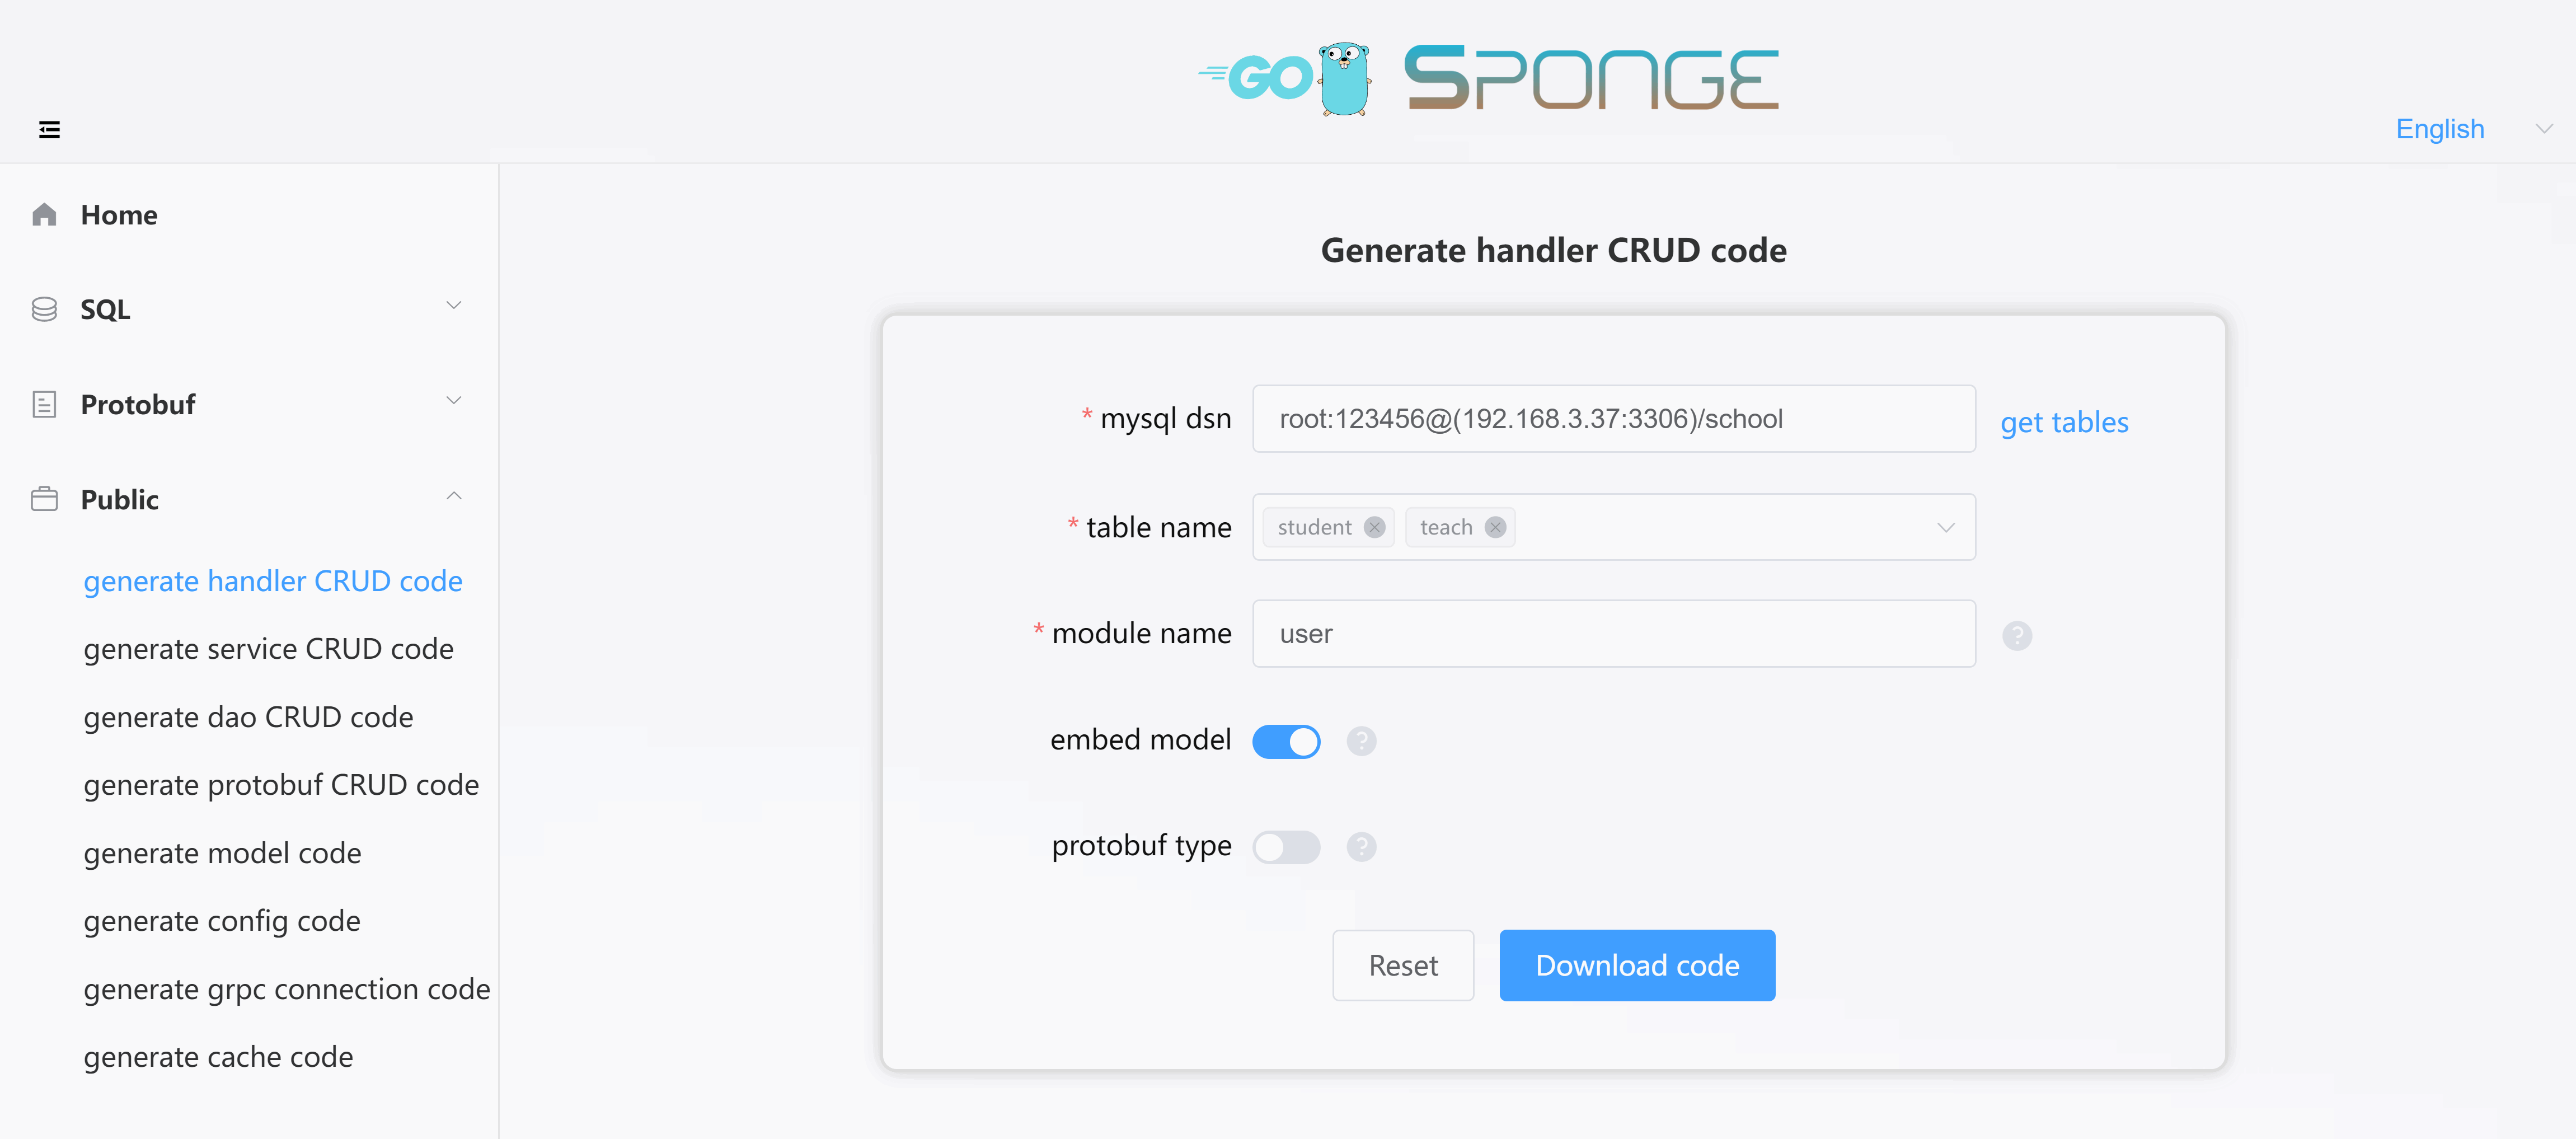 GO SPONGE
English
Home
SQL
Protobuf
Public
generate handler CRUD code
generate service CRUD code
generate dao CRUD code
generate protobuf CRUD code
generate model code
generate config code
generate grpc connection code
generate cache code
Generate handler CRUD code
* mysql dsn root:123456@(192.168.3.37:3306)/school get tables
* table name student teach
* module name user ?
embed model ?
protobuf type ?
Reset Download code